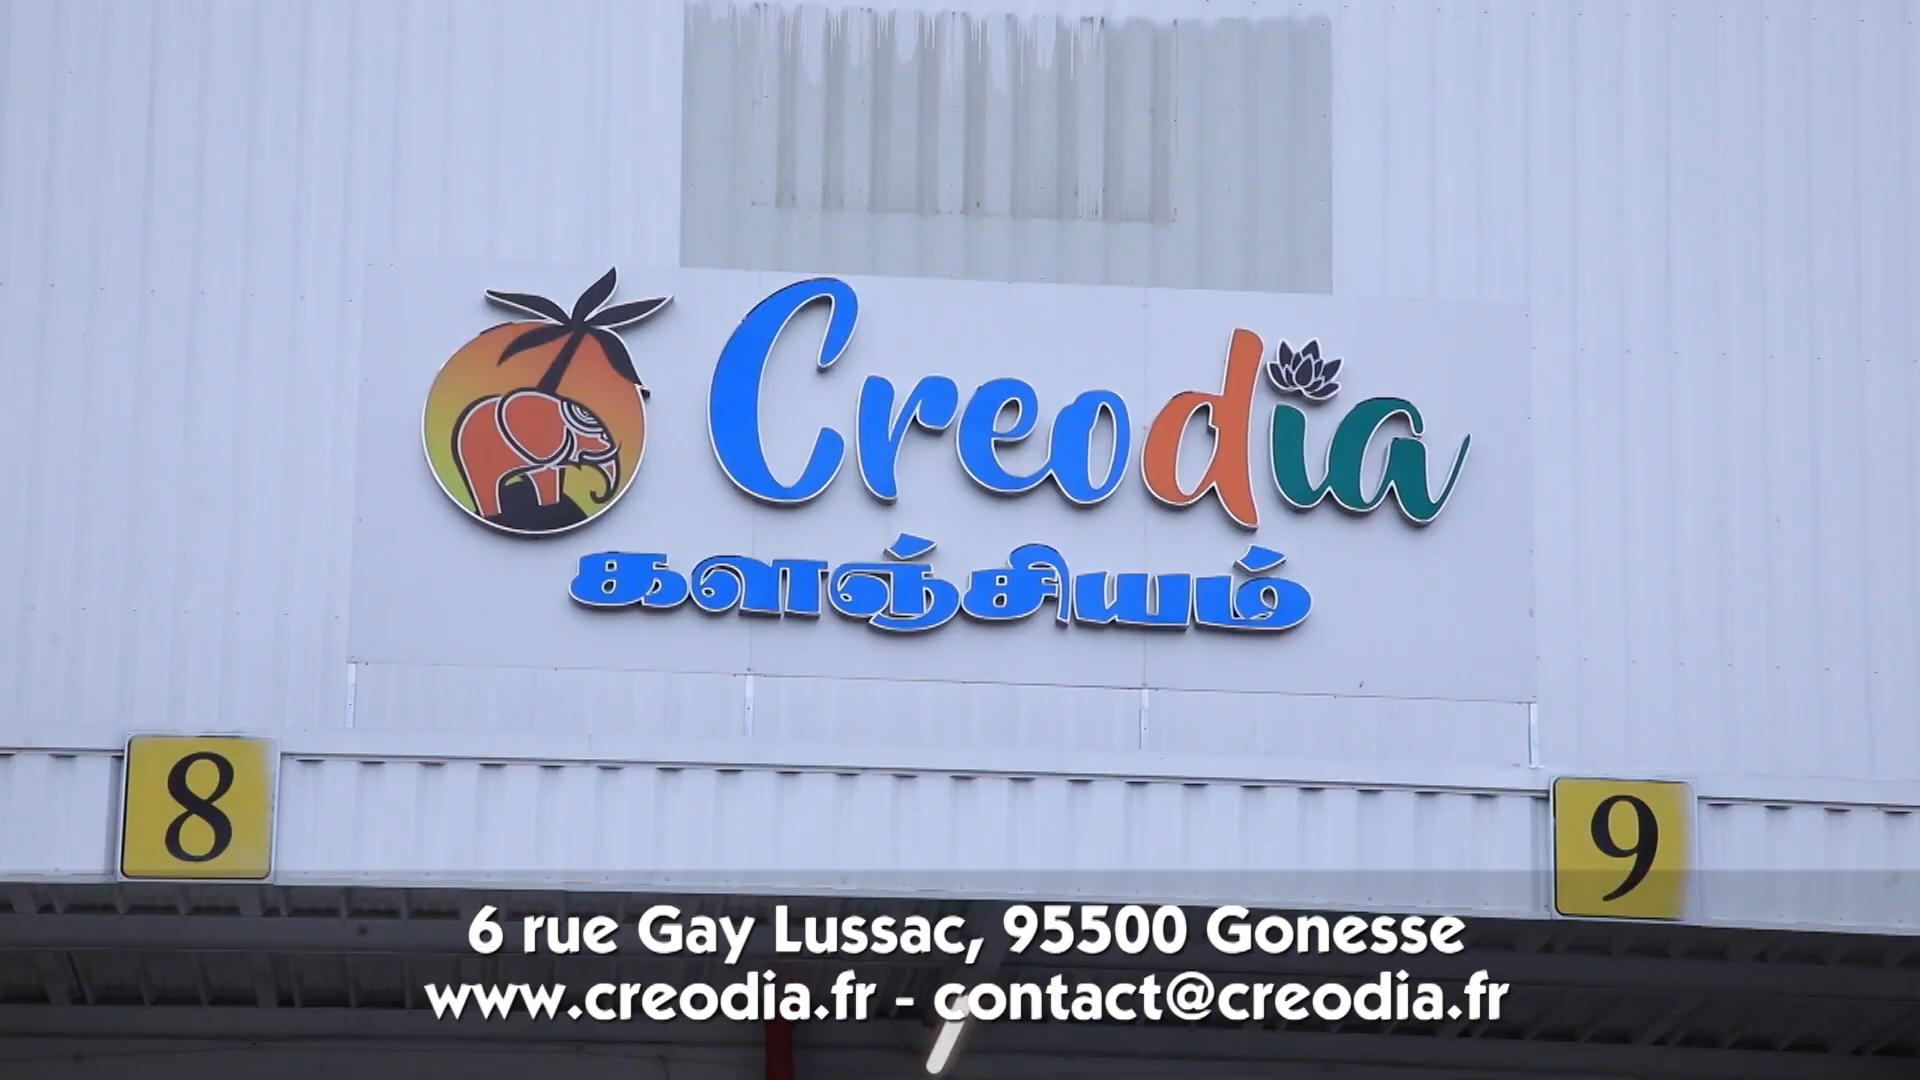 Creodia
களஞ்சியம்
8
9
6 rue Gay Lussac, 95500 Gonesse
www.creodia.fr - contact@creodia.fr